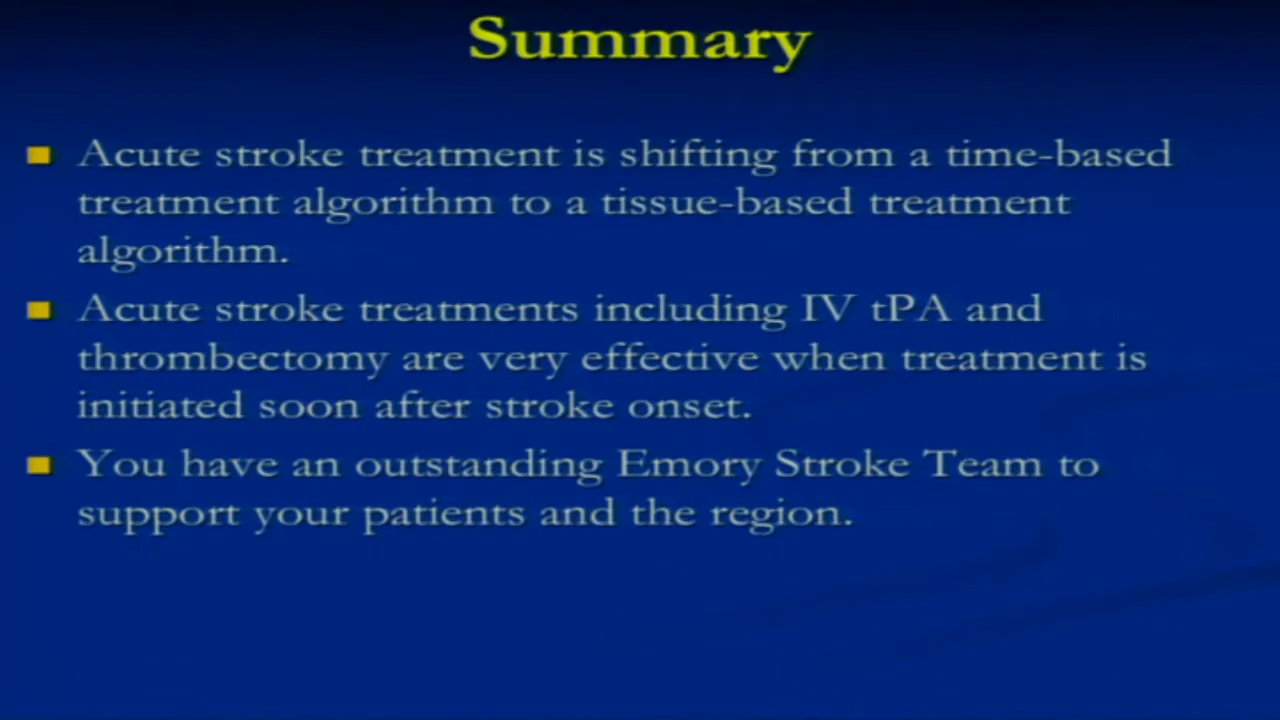 Summary
Acute stroke treatment is shifting from a time-based
treatment algorithm to a tissue-based treatment
algorithm.
Acute stroke treatments including IV tPA and
thrombectomy are very effective when treatment is
initiated soon after stroke onset.
You have an outstanding Emory Stroke Team to
support your patients and the region.